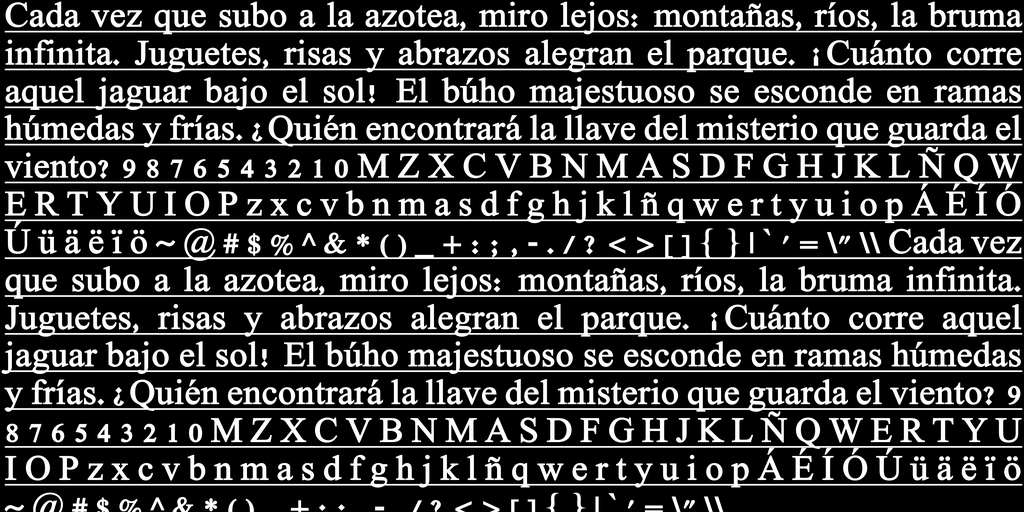 Cada vez que subo a la azotea, miro lejos: montañas, ríos, la bruma
infinita. Juguetes, risas y abrazos alegran el parque. ¡Cuánto corre
aquel jaguar bajo el sol! El búho majestuoso se esconde en ramas
húmedas y frías. ¿Quién encontrará la llave del misterio que guarda el
viento? 9 8 7 6 5 4 3 2 1 0 M Z X C V B N M A S D F G H J K L Ñ Q W
E R T Y U I O P z x c v b n m a s d f g h j k l ñ q w e r t y u i o p Á É Í Ó
Ú ü ä ë ï ö ~ @ # $ % ^ & * ( ) _ + : ; , - . / ? < > [ ] { } | ` ′ = \″ \\ Cada vez
que subo a la azotea, miro lejos: montañas, ríos, la bruma infinita.
Juguetes, risas y abrazos alegran el parque. ¡Cuánto corre aquel
jaguar bajo el sol! El búho majestuoso se esconde en ramas húmedas
y frías. ¿Quién encontrará la llave del misterio que guarda el viento? 9
8 7 6 5 4 3 2 1 0 M Z X C V B N M A S D F G H J K L Ñ Q W E R T Y U
I O P z x c v b n m a s d f g h j k l ñ q w e r t y u i o p Á É Í Ó Ú ü ä ë ï ö
~ @ # $ % ^ & * ( ) _ + : ; , - . / ? < > [ ] { } | ` ′ = \″ \\